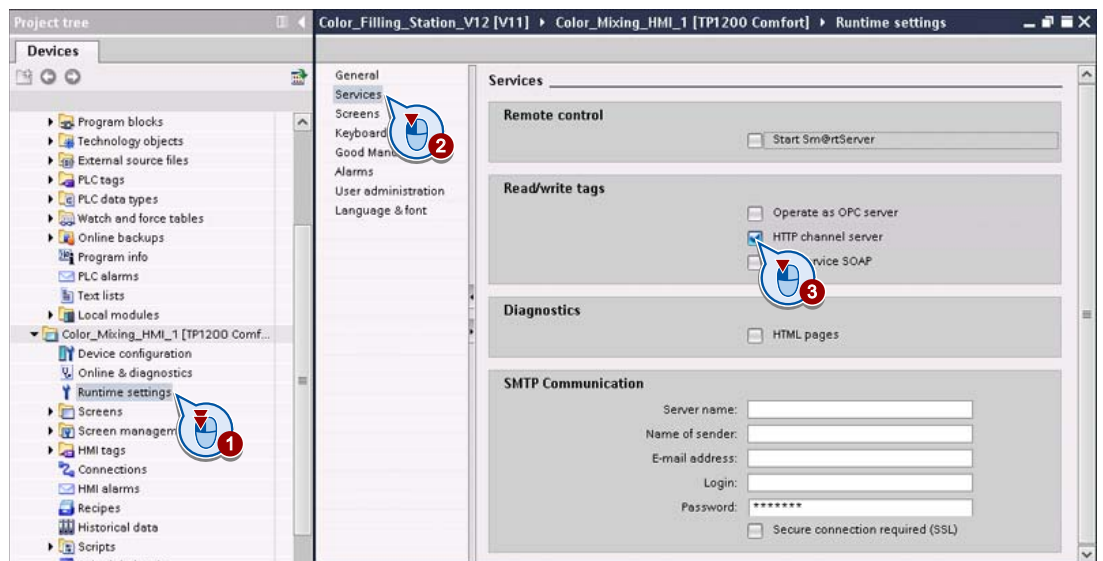 Project tree
Color_Filling_Station_V12 [V11] ▸ Color_Mixing_HMI_1 [TP1200 Comfort] ▸ Runtime settings
Devices
Program blocks
Technology objects
External source files
PLC tags
PLC data types
Watch and force tables
Online backups
Program info
PLC alarms
Text lists
Local modules
Color_Mixing_HMI_1 [TP1200 Comf...
Device configuration
Online & diagnostics
Runtime settings
1
Screens
Screen managem
HMI tags
Connections
HMI alarms
Recipes
Historical data
Scripts
General
Services
2
Screens
Keyboard
Good Man
Alarms
User administration
Language & font
Services
Remote control
Start Sm@rtServer
Read/write tags
Operate as OPC server
HTTP channel server
3
rvice SOAP
Diagnostics
HTML pages
SMTP Communication
Server name:
Name of sender:
E-mail address:
Login:
Password: *******
Secure connection required (SSL)